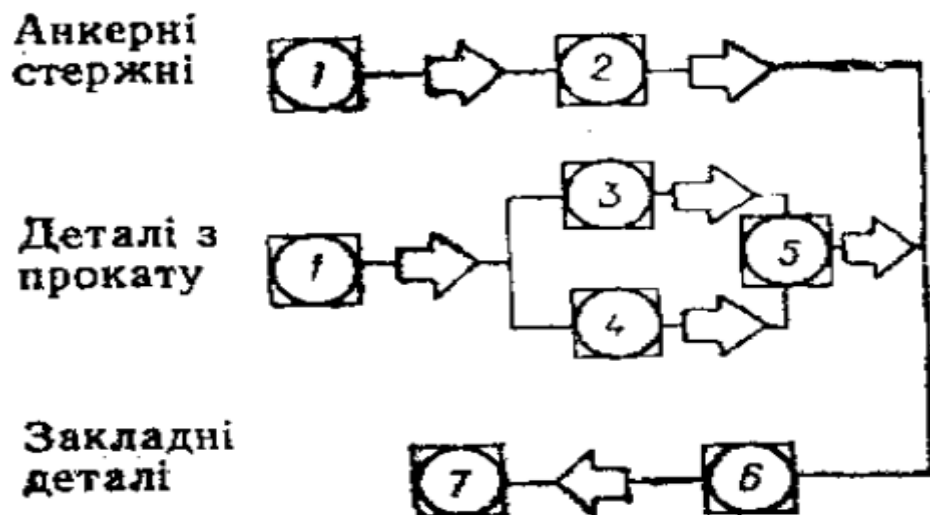 Анкерні
стержні
1
2
3
Деталі з
прокату
1
5
4
Закладні
деталі
7
6